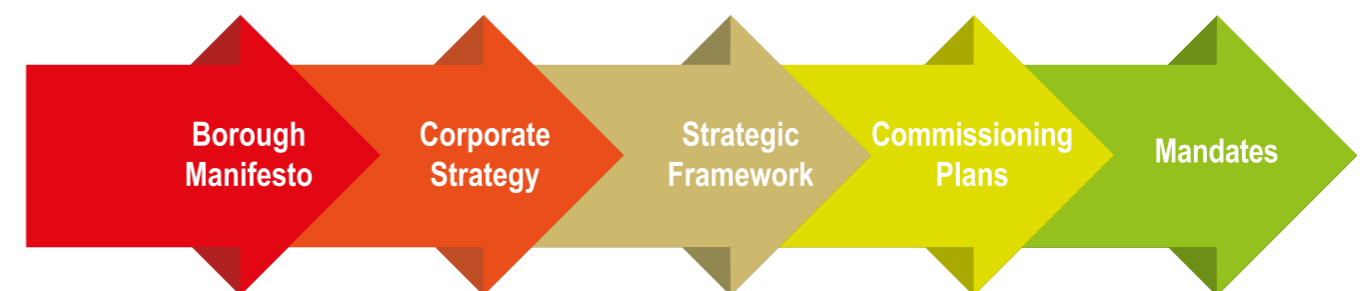 Borough
Manifesto
Corporate
Strategy
Strategic
Framework
Commissioning
Plans
Mandates